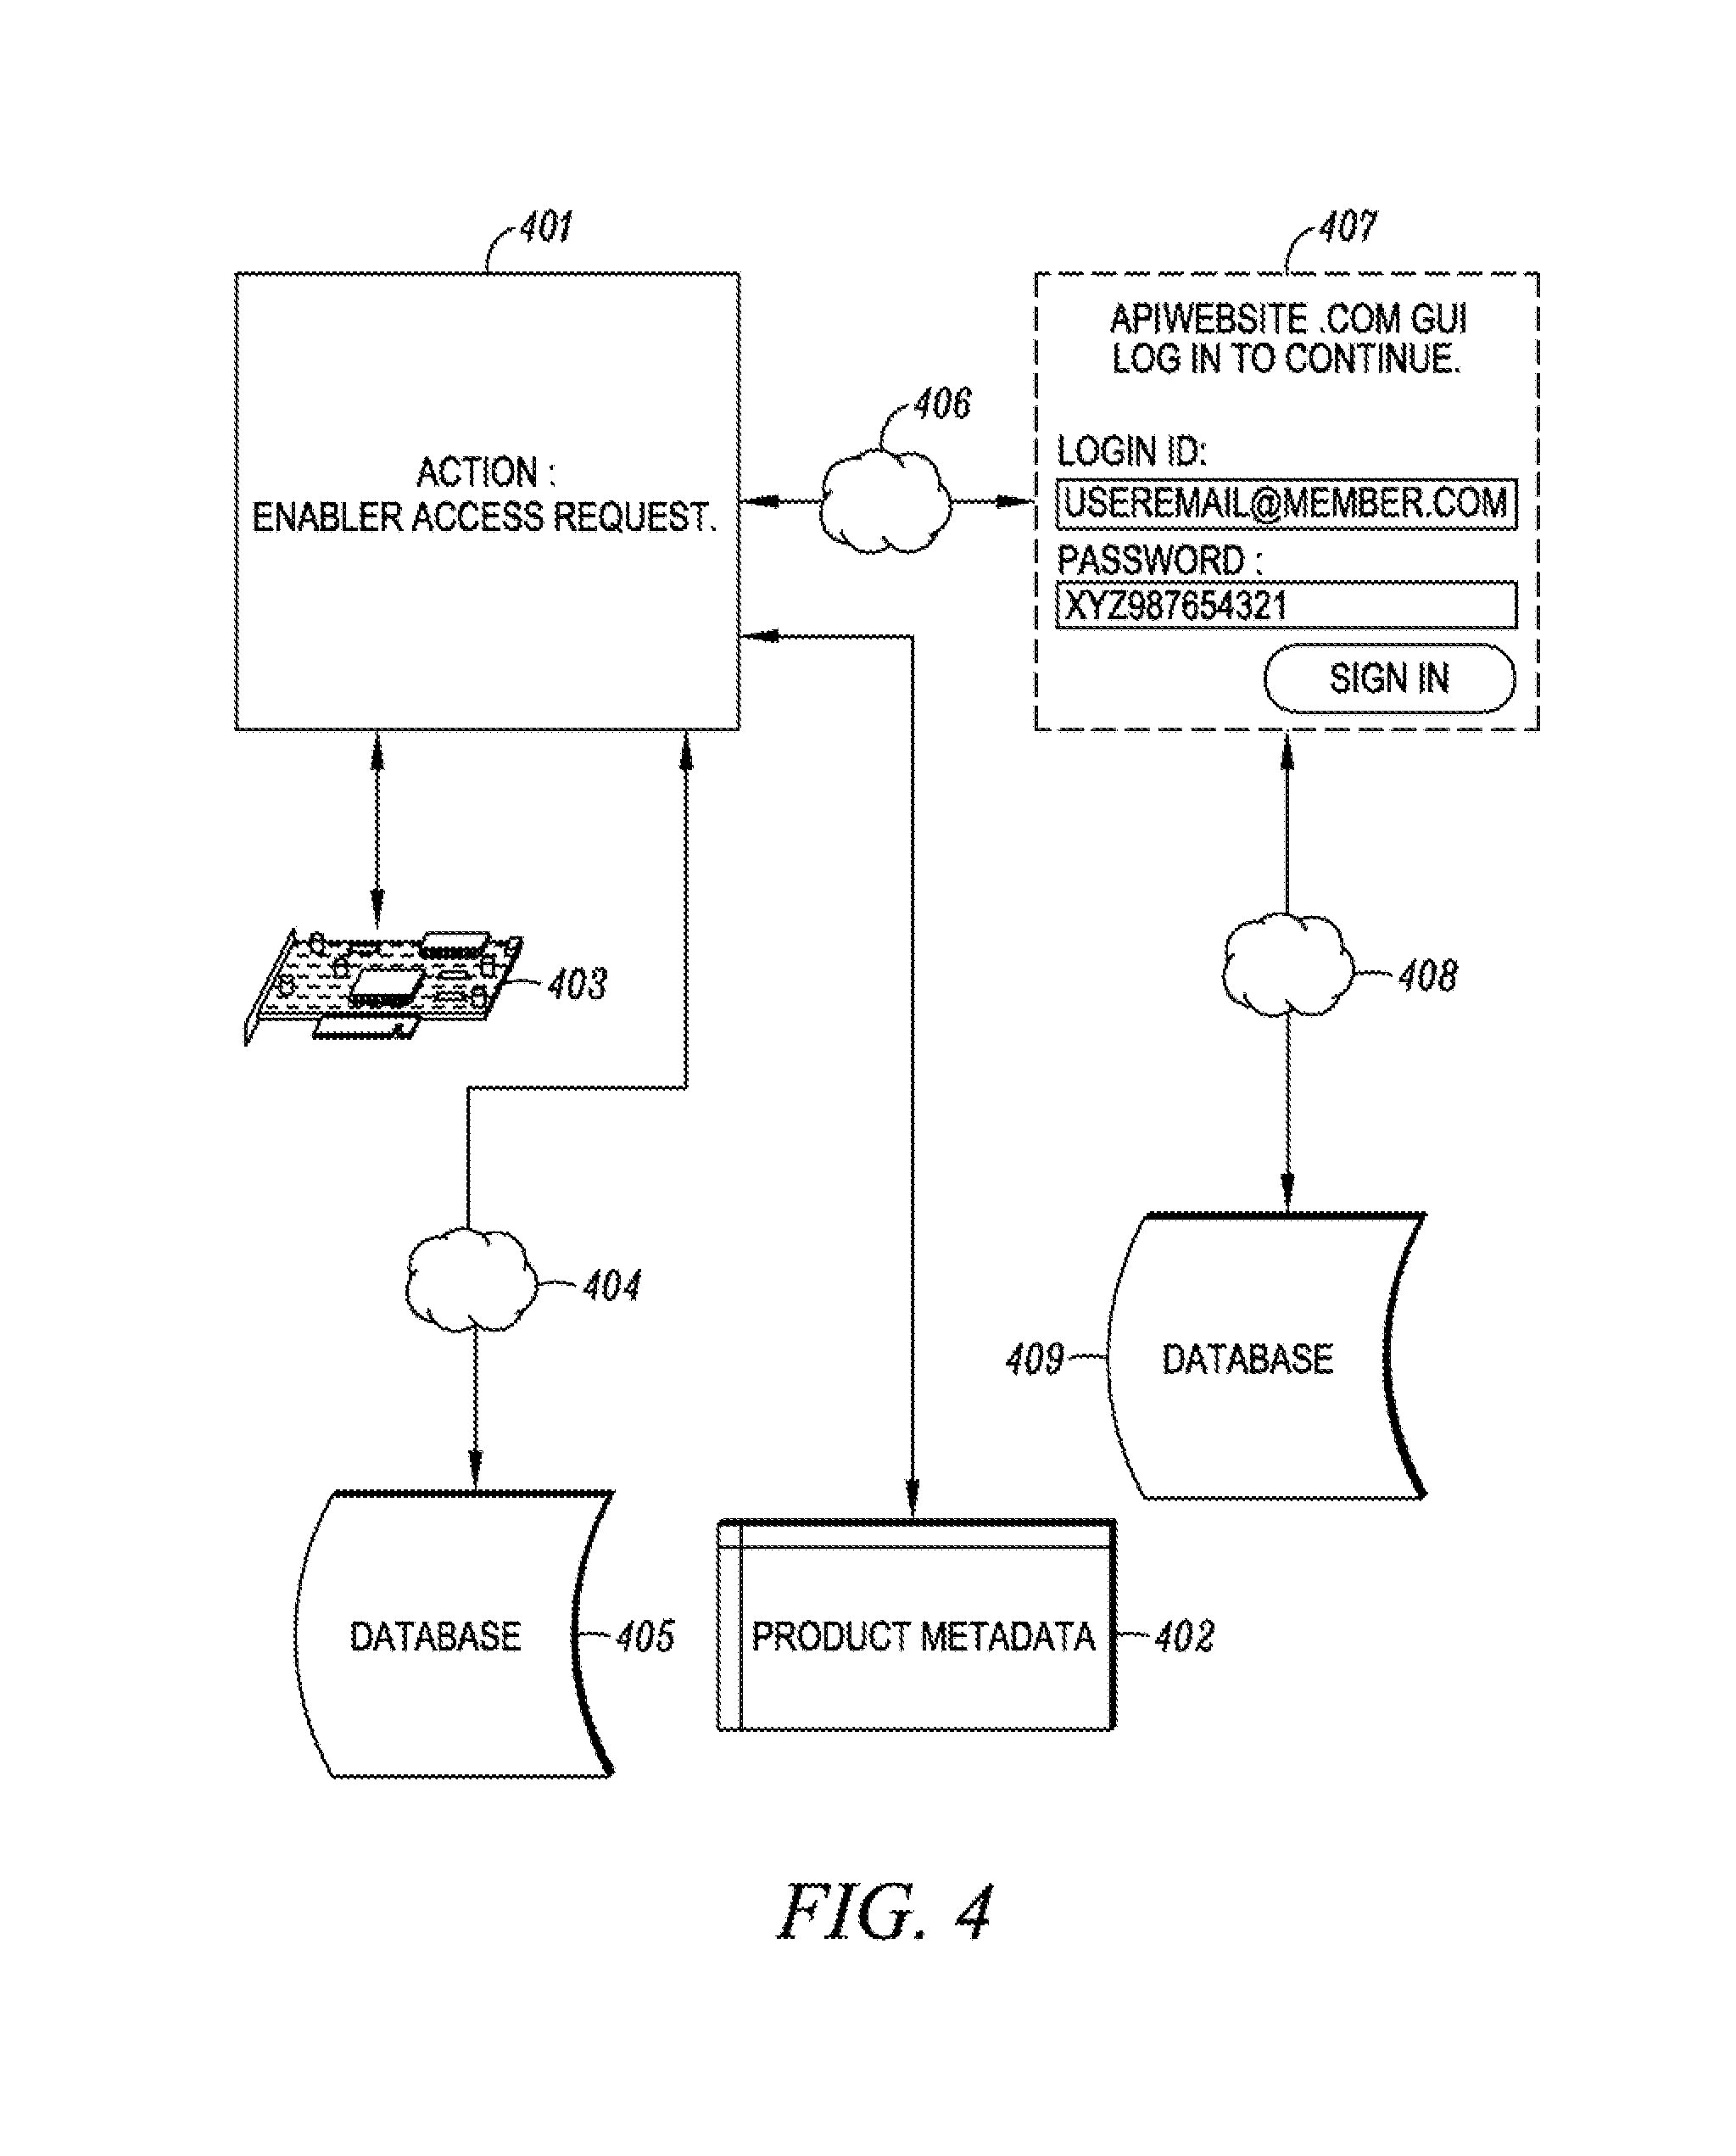 401
407
APIWEBSITE .COM GUI
LOG IN TO CONTINUE.
406
ACTION :
ENABLER ACCESS REQUEST.
LOGIN ID:
USEREMAIL@MEMBER.COM
PASSWORD :
XYZ987654321
SIGN IN
403
408
404
409
DATABASE
DATABASE
405
PRODUCT METADATA
402
FIG. 4